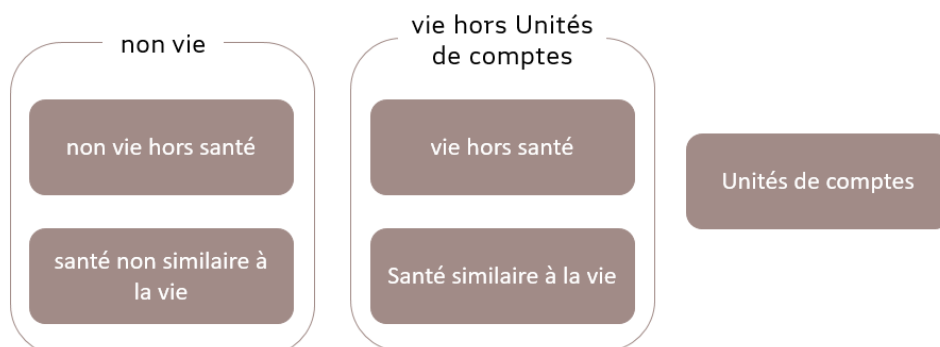 non vie
non vie hors santé
santé non similaire à
la vie
vie hors Unités
de comptes
vie hors santé
Santé similaire à la vie
Unités de comptes